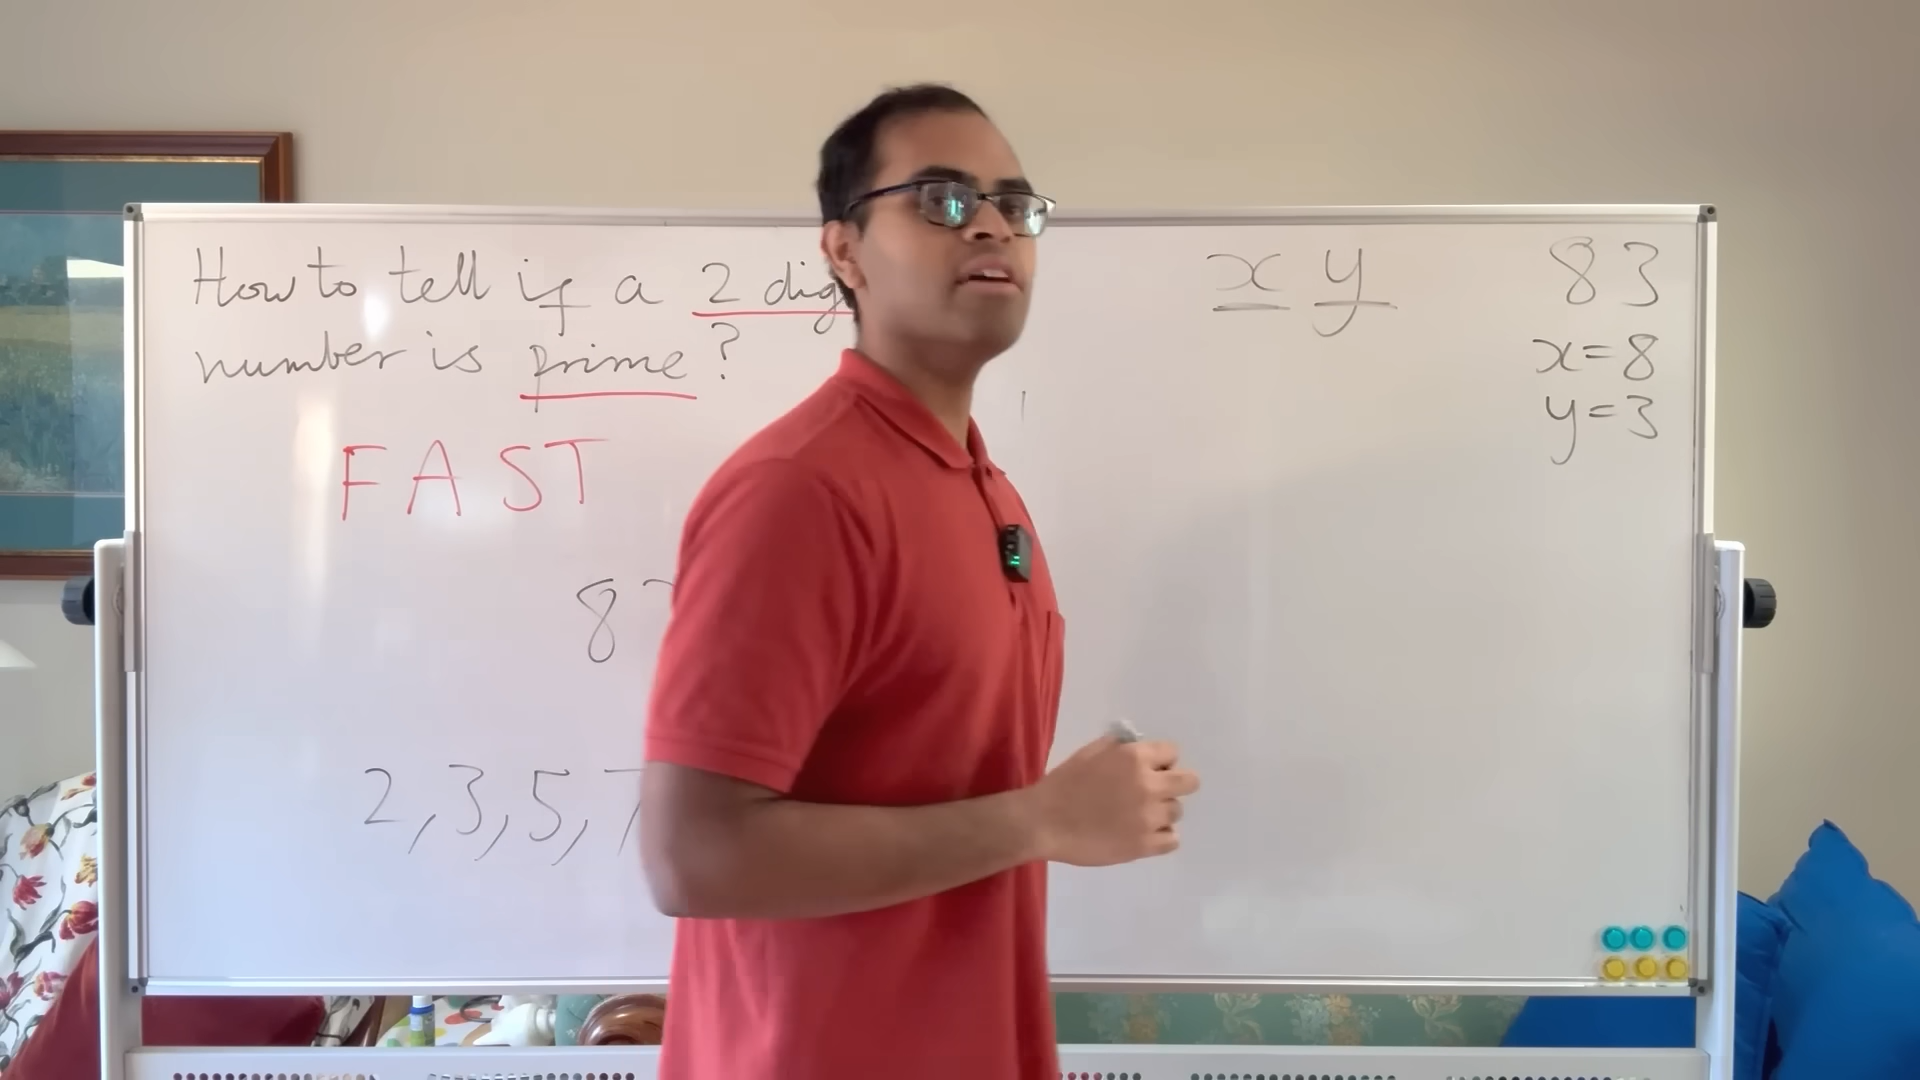 How to tell if a 2 dig
number is prime?
FAST
8
2, 3, 5, 7
x y
83
x=8
y=3